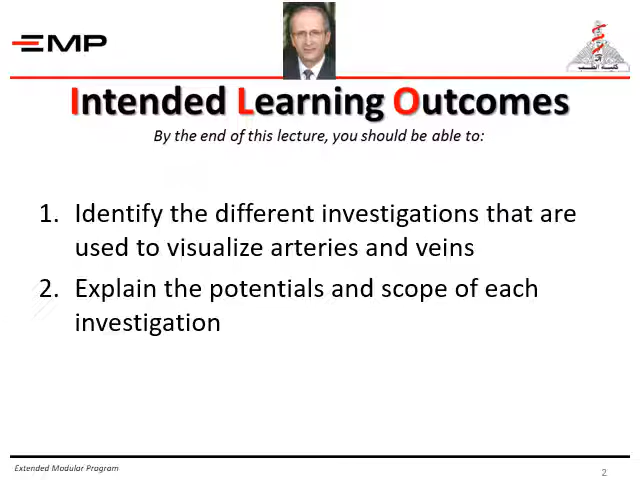 EMP
كلية الطب
Intended Learning Outcomes
By the end of this lecture, you should be able to:
1. Identify the different investigations that are
used to visualize arteries and veins
2. Explain the potentials and scope of each
investigation
Extended Modular Program
2